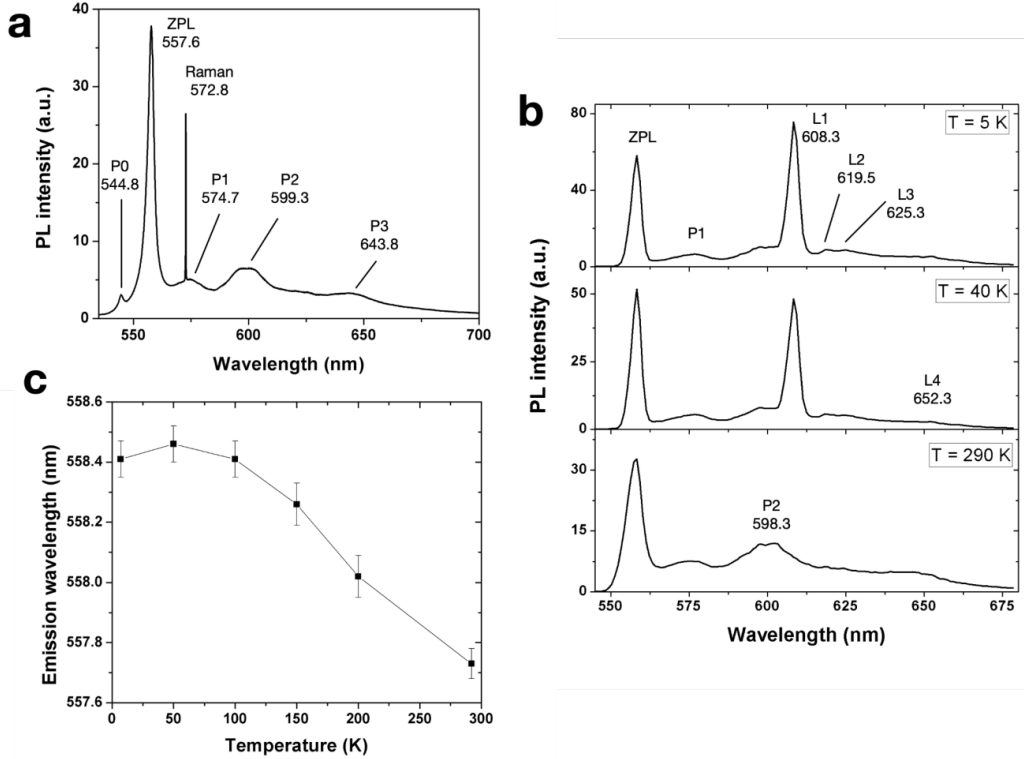 a
40
30
20
10
0
PL intensity (a.u.)
ZPL
557.6
Raman
572.8
P0
544.8
P1
574.7
P2
599.3
P3
643.8
550
600
650
700
Wavelength (nm)
b
PL intensity (a.u.)
80
40
0
ZPL
P1
L1
608.3
L2
619.5
L3
625.3
T = 5 K
50
25
0
T = 40 K
L4
652.3
30
15
0
T = 290 K
P2
598.3
550
575
600
625
650
675
Wavelength (nm)
c
558.6
558.4
558.2
558.0
557.8
557.6
Emission wavelength (nm)
0
50
100
150
200
250
300
Temperature (K)